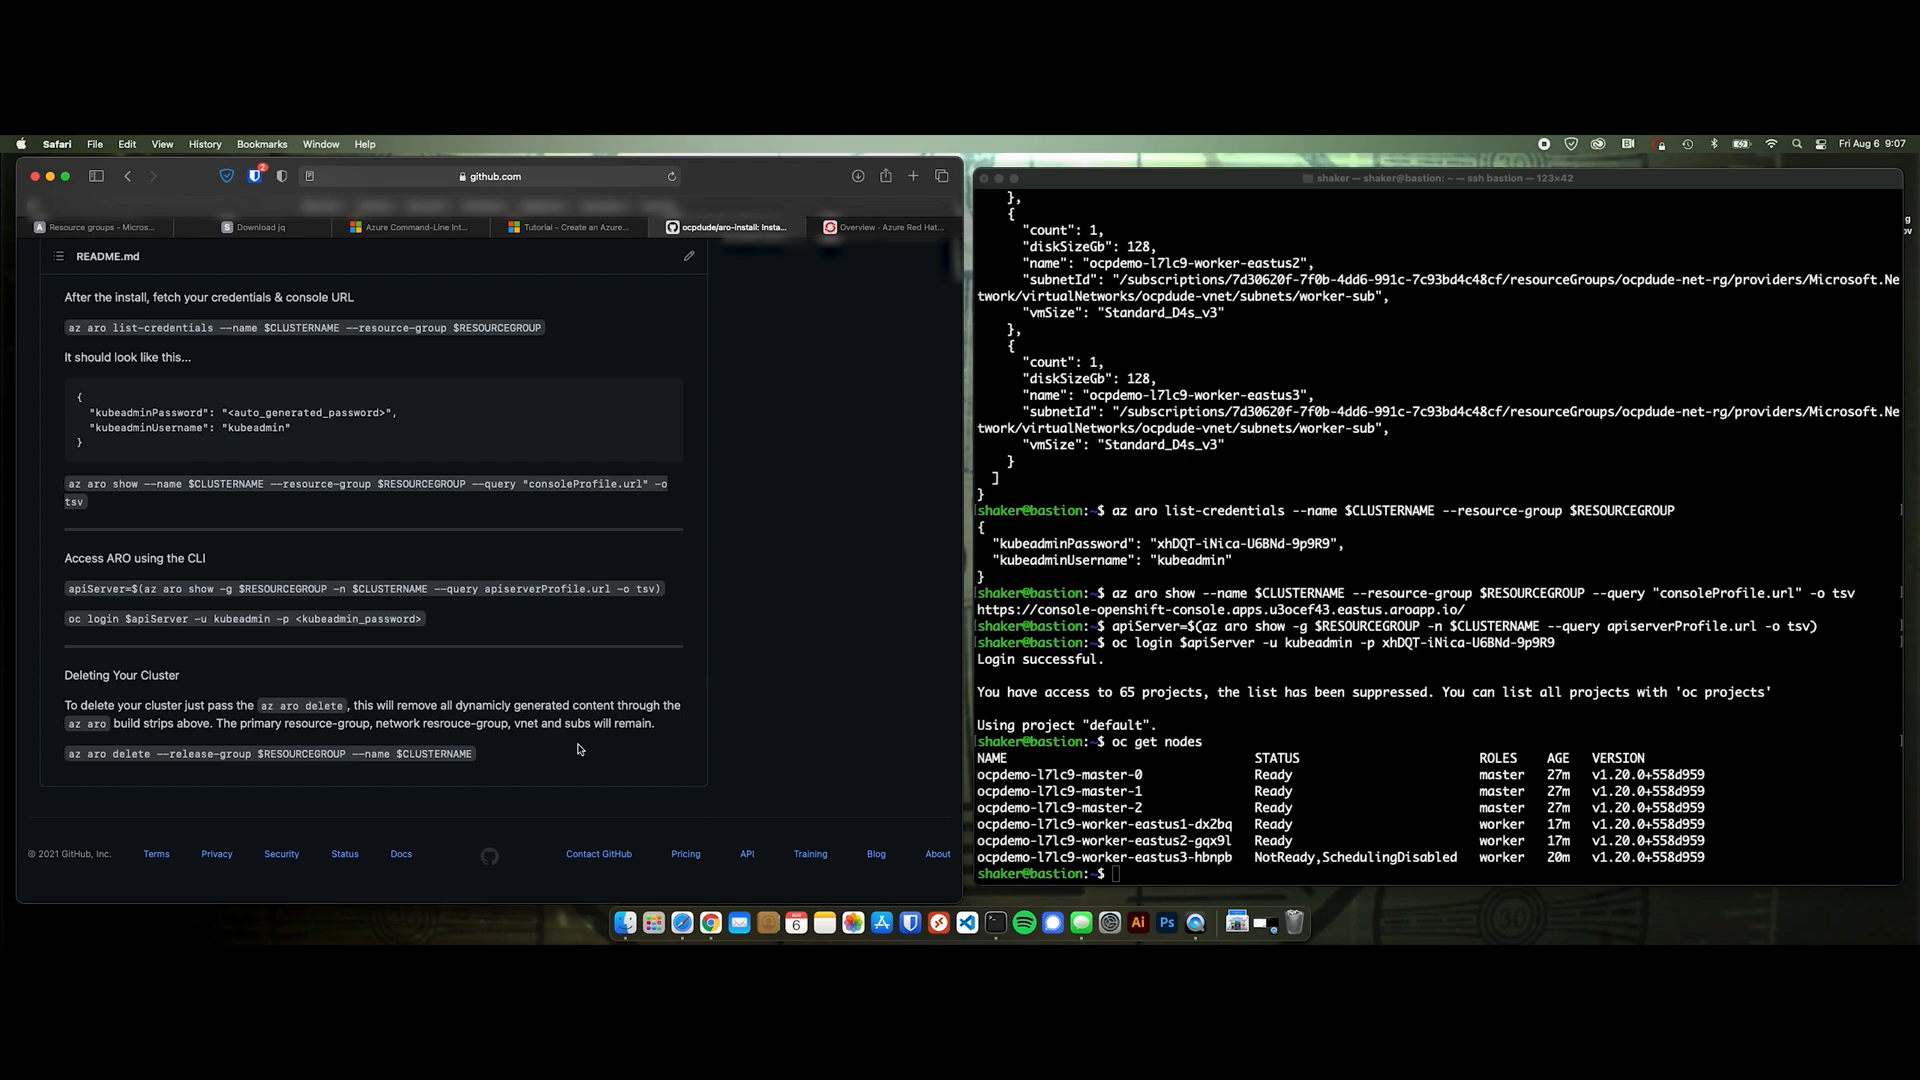 Safari File Edit View History Bookmarks Window Help
Fri Aug 6 9:07
2
github.com
Resource groups - Micros...
Download jq
Azure Command-Line Int...
Tutorial - Create an Azure...
ocpdude/aro-install: Insta...
Overview - Azure Red Hat...
README.md
After the install, fetch your credentials & console URL
az aro list-credentials --name $CLUSTERNAME --resource-group $RESOURCEGROUP
It should look like this...
{
"kubeadminPassword": "<auto_generated_password>",
"kubeadminUsername": "kubeadmin"
}
az aro show --name $CLUSTERNAME --resource-group $RESOURCEGROUP --query "consoleProfile.url" -o
tsv
Access ARO using the CLI
apiServer=$(az aro show -g $RESOURCEGROUP -n $CLUSTERNAME --query apiserverProfile.url -o tsv)
oc login $apiServer -u kubeadmin -p <kubeadmin_password>
Deleting Your Cluster
To delete your cluster just pass the az aro delete, this will remove all dynamicly generated content through the
az aro build strips above. The primary resource-group, network resrouce-group, vnet and subs will remain.
az aro delete --release-group $RESOURCEGROUP --name $CLUSTERNAME
© 2021 GitHub, Inc. Terms Privacy Security Status Docs Contact GitHub Pricing API Training Blog About
shaker — shaker@bastion: ~ — ssh bastion — 123×42
},
{
"count": 1,
"diskSizeGb": 128,
"name": "ocpdemo-l7lc9-worker-eastus2",
"subnetId": "/subscriptions/7d30620f-7f0b-4dd6-991c-7c93bd4c48cf/resourceGroups/ocpdude-net-rg/providers/Microsoft.Ne
twork/virtualNetworks/ocpdude-vnet/subnets/worker-sub",
"vmSize": "Standard_D4s_v3"
},
{
"count": 1,
"diskSizeGb": 128,
"name": "ocpdemo-l7lc9-worker-eastus3",
"subnetId": "/subscriptions/7d30620f-7f0b-4dd6-991c-7c93bd4c48cf/resourceGroups/ocpdude-net-rg/providers/Microsoft.Ne
twork/virtualNetworks/ocpdude-vnet/subnets/worker-sub",
"vmSize": "Standard_D4s_v3"
}
]
}
shaker@bastion:~$ az aro list-credentials --name $CLUSTERNAME --resource-group $RESOURCEGROUP
{
"kubeadminPassword": "xhDQT-iNica-U6BNd-9p9R9",
"kubeadminUsername": "kubeadmin"
}
shaker@bastion:~$ az aro show --name $CLUSTERNAME --resource-group $RESOURCEGROUP --query "consoleProfile.url" -o tsv
https://console-openshift-console.apps.u3ocef43.eastus.aroapp.io/
shaker@bastion:~$ apiServer=$(az aro show -g $RESOURCEGROUP -n $CLUSTERNAME --query apiserverProfile.url -o tsv)
shaker@bastion:~$ oc login $apiServer -u kubeadmin -p xhDQT-iNica-U6BNd-9p9R9
Login successful.
You have access to 65 projects, the list has been suppressed. You can list all projects with 'oc projects'
Using project "default".
shaker@bastion:~$ oc get nodes
NAME STATUS ROLES AGE VERSION
ocpdemo-l7lc9-master-0 Ready master 27m v1.20.0+558d959
ocpdemo-l7lc9-master-1 Ready master 27m v1.20.0+558d959
ocpdemo-l7lc9-master-2 Ready master 27m v1.20.0+558d959
ocpdemo-l7lc9-worker-eastus1-dx2bq Ready worker 17m v1.20.0+558d959
ocpdemo-l7lc9-worker-eastus2-gqx9l Ready worker 17m v1.20.0+558d959
ocpdemo-l7lc9-worker-eastus3-hbnpb NotReady,SchedulingDisabled worker 20m v1.20.0+558d959
shaker@bastion:~$
AUG
6
Ai
Ps